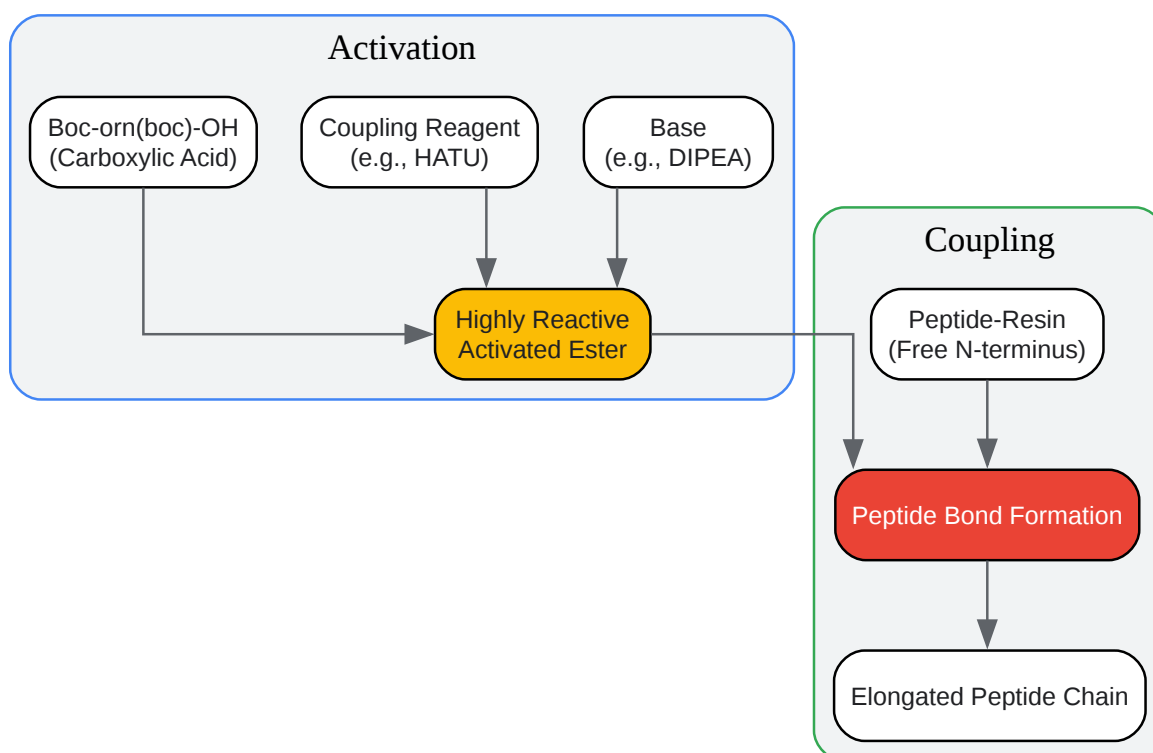 Activation
Boc-orn(boc)-OH
(Carboxylic Acid)
Coupling Reagent
(e.g., HATU)
Base
(e.g., DIPEA)
Highly Reactive
Activated Ester
Coupling
Peptide-Resin
(Free N-terminus)
Peptide Bond Formation
Elongated Peptide Chain